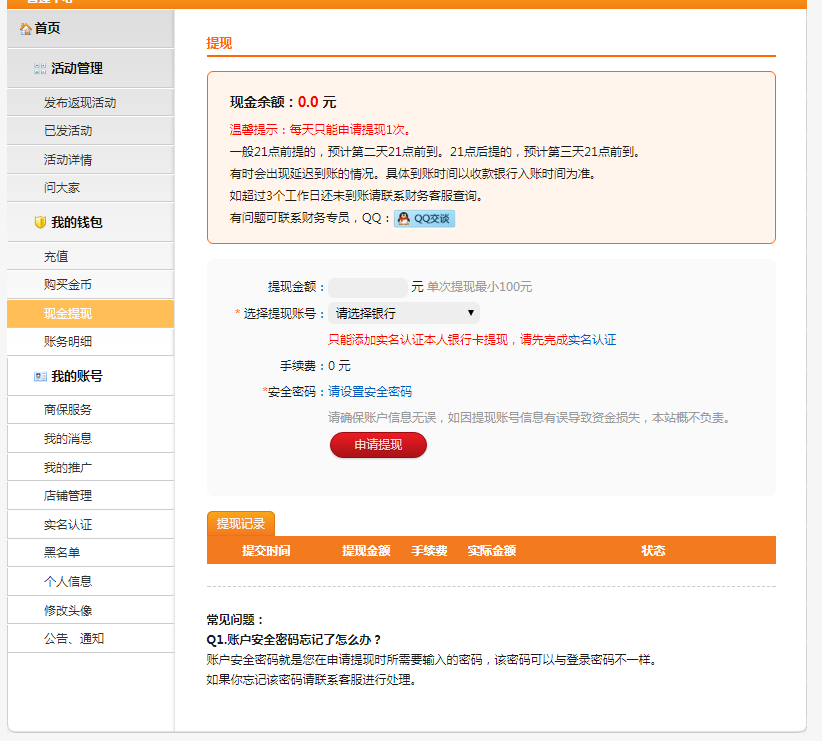 首页
活动管理
发布返现活动
已发活动
活动详情
问大家
我的钱包
充值
购买金币
现金提现
账务明细
我的账号
商保服务
我的消息
我的推广
店铺管理
实名认证
黑名单
个人信息
修改头像
公告、通知
提现
现金余额：0.0 元
温馨提示：每天只能申请提现1次。
一般21点前提的，预计第二天21点前到。21点后提的，预计第三天21点前到。
有时会出现延迟到账的情况。具体到账时间以收款银行入账时间为准。
如超过3个工作日还未到账请联系财务客服查询。
有问题可联系财务专员，QQ： QQ交谈
提现金额： 元 单次提现最小100元
* 选择提现账号： 请选择银行
只能添加实名认证本人银行卡提现，请先完成实名认证
手续费：0 元
*安全密码：请设置安全密码
请确保账户信息无误，如因提现账号信息有误导致资金损失，本站概不负责。
申请提现
提现记录
提交时间 提现金额 手续费 实际金额 状态
常见问题：
Q1.账户安全密码忘记了怎么办？
账户安全密码就是您在申请提现时所需要输入的密码，该密码可以与登录密码不一样。
如果你忘记该密码请联系客服进行处理。